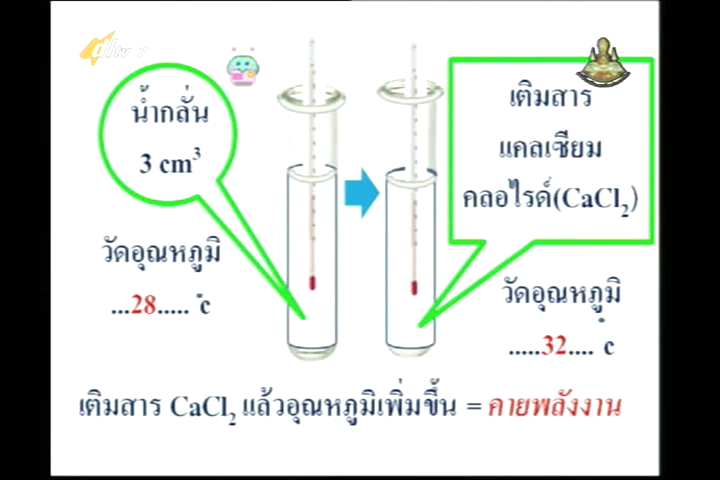 dltv 7
น้ำกลั่น
3 cm³
เติมสาร
แคลเซียม
คลอไรด์(CaCl₂)
วัดอุณหภูมิ
...28..... °c
วัดอุณหภูมิ
.....32.... °c
เติมสาร CaCl₂ แล้วอุณหภูมิเพิ่มขึ้น = คายพลังงาน